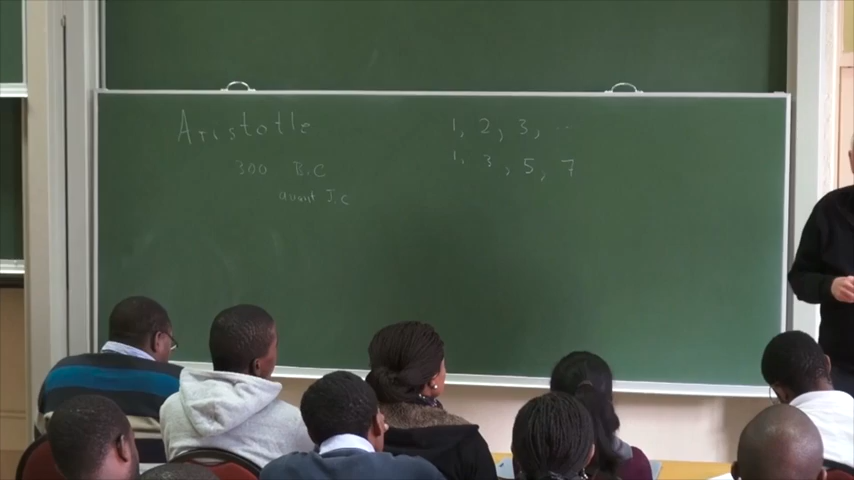 Aristotle
300 B.C
avant J.C
1, 2, 3, ...
1, 3, 5, 7